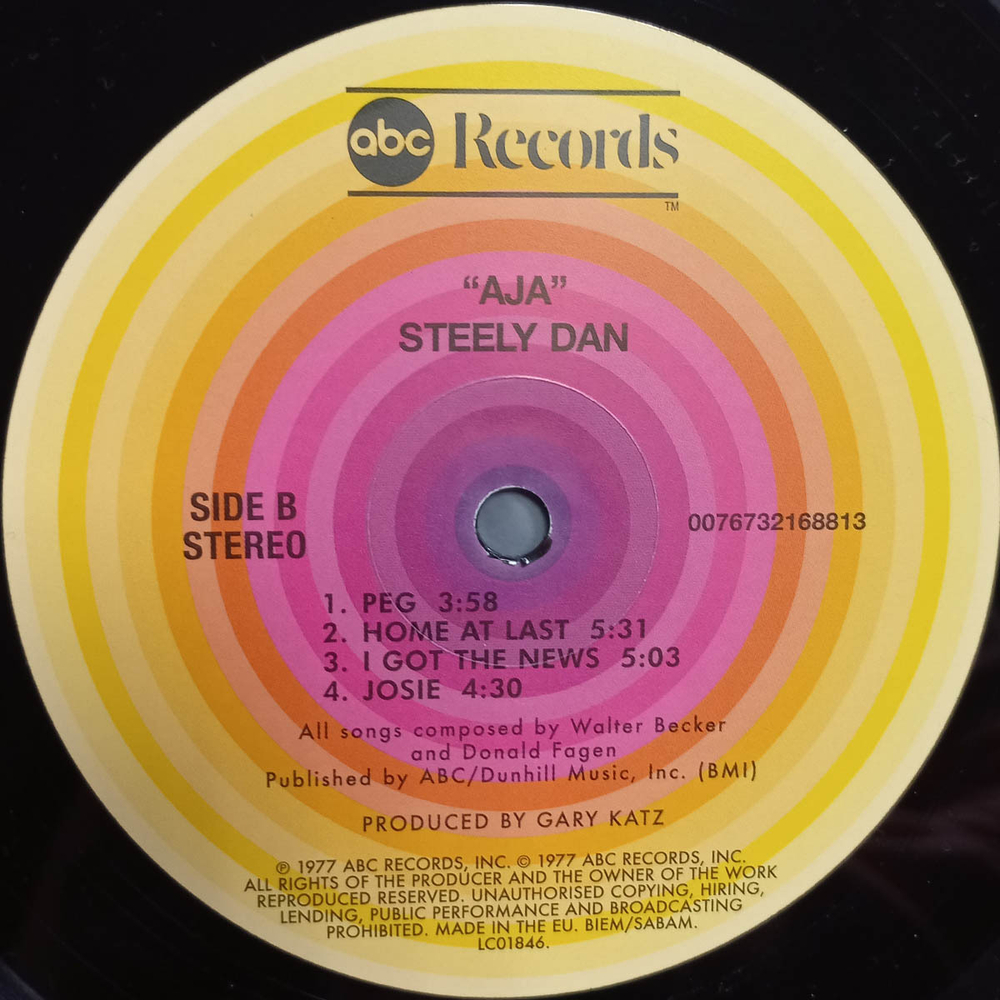 abc Records
TM
“AJA”
STEELY DAN
SIDE B
STEREO
0076732168813
1. PEG 3:58
2. HOME AT LAST 5:31
3. I GOT THE NEWS 5:03
4. JOSIE 4:30
All songs composed by Walter Becker
and Donald Fagen
Published by ABC/Dunhill Music, Inc. (BMI)
PRODUCED BY GARY KATZ
℗ 1977 ABC RECORDS, INC. © 1977 ABC RECORDS, INC.
ALL RIGHTS OF THE PRODUCER AND THE OWNER OF THE WORK
REPRODUCED RESERVED. UNAUTHORISED COPYING, HIRING,
LENDING, PUBLIC PERFORMANCE AND BROADCASTING
PROHIBITED. MADE IN THE EU. BIEM/SABAM.
LC01846.